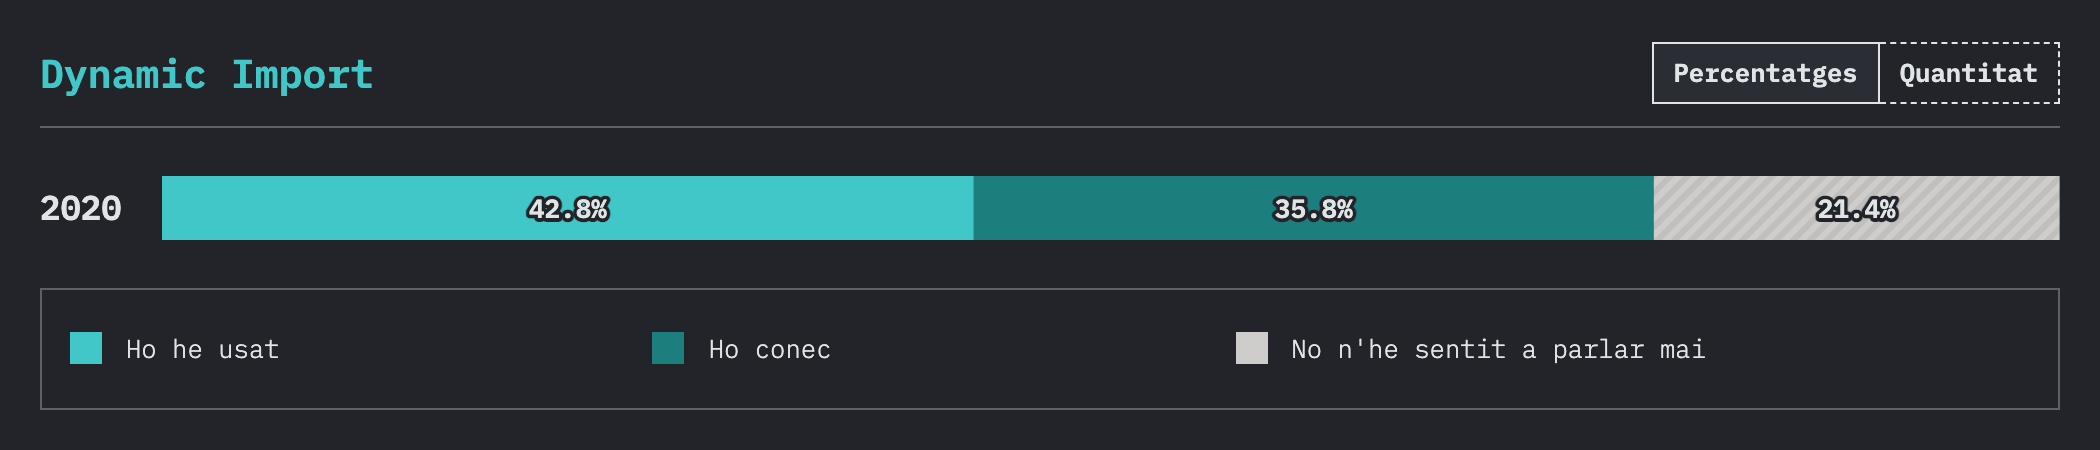 Dynamic Import
Percentatges Quantitat
2020 42.8% 35.8% 21.4%
Ho he usat Ho conec No n'he sentit a parlar mai